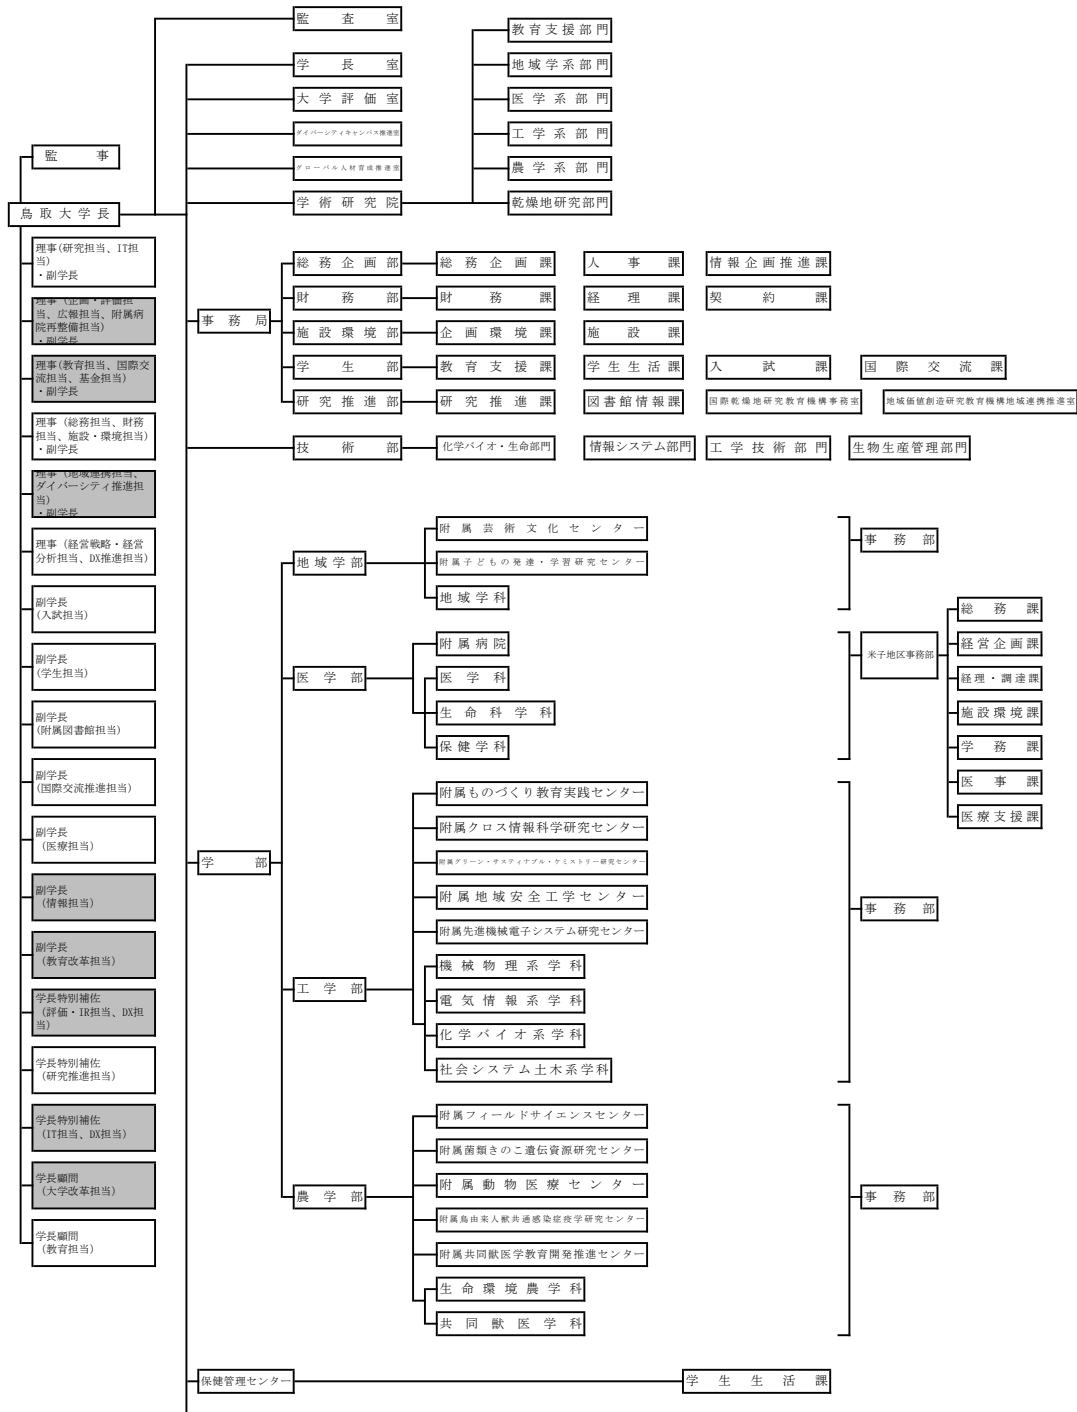 監査室
学長室
大学評価室
ダイバーシティキャンパス推進室
グローバル人材育成推進室
学術研究院
教育支援部門
地域学系部門
医学系部門
工学系部門
農学系部門
乾燥地研究部門
監事
鳥取大学長
理事(研究担当、IT担
当)
・副学長
理事（企画・評価担
当、広報担当、附属病
院再整備担当）
・副学長
理事(教育担当、国際交
流担当、基金担当)
・副学長
理事（総務担当、財務
担当、施設・環境担当）
・副学長
理事（地域連携担当、
ダイバーシティ推進担
当）
・副学長
理事（経営戦略・経営
分析担当、DX推進担当）
副学長
(入試担当)
副学長
(学生担当)
副学長
(附属図書館担当)
副学長
(国際交流推進担当)
副学長
（医療担当）
副学長
（情報担当）
副学長
（教育改革担当）
学長特別補佐
（評価・IR担当、DX担
当）
学長特別補佐
（研究推進担当）
学長特別補佐
（IT担当、DX担当）
学長顧問
（大学改革担当）
学長顧問
（教育担当）
事務局
総務企画部 総務企画課 人事課 情報企画推進課
財務部 財務課 経理課 契約課
施設環境部 企画環境課 施設課
学生部 教育支援課 学生生活課 入試課 国際交流課
研究推進部 研究推進課 図書館情報課 国際乾燥地研究教育機構事務室 地域価値創造研究教育機構地域連携推進室
技術部 化学バイオ・生命部門 情報システム部門 工学技術部門 生物生産管理部門
学部
地域学部
附属芸術文化センター
附属子どもの発達・学習研究センター
地域学科
事務部
医学部
附属病院
医学科
生命科学科
保健学科
米子地区事務部
総務課
経営企画課
経理・調達課
施設環境課
学務課
医事課
医療支援課
工学部
附属ものづくり教育実践センター
附属クロス情報科学研究センター
附属グリーン・サスティナブル・ケミストリー研究センター
附属地域安全工学センター
附属先進機械電子システム研究センター
機械物理系学科
電気情報系学科
化学バイオ系学科
社会システム土木系学科
事務部
農学部
附属フィールドサイエンスセンター
附属菌類きのこ遺伝資源研究センター
附属動物医療センター
附属鳥由来人獣共通感染症疫学研究センター
附属共同獣医学教育開発推進センター
生命環境農学科
共同獣医学科
事務部
保健管理センター 学生生活課